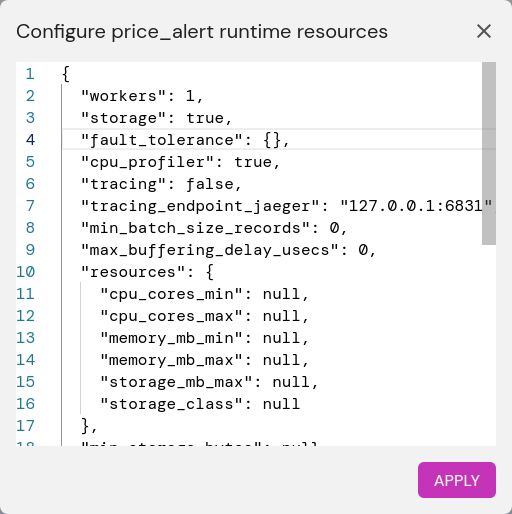 Configure price_alert runtime resources
1 {
2 "workers": 1,
3 "storage": true,
4 "fault_tolerance": {},
5 "cpu_profiler": true,
6 "tracing": false,
7 "tracing_endpoint_jaeger": "127.0.0.1:6831"
8 "min_batch_size_records": 0,
9 "max_buffering_delay_usecs": 0,
10 "resources": {
11 "cpu_cores_min": null,
12 "cpu_cores_max": null,
13 "memory_mb_min": null,
14 "memory_mb_max": null,
15 "storage_mb_max": null,
16 "storage_class": null
17 },
18 "min_storage_bytes": null
APPLY